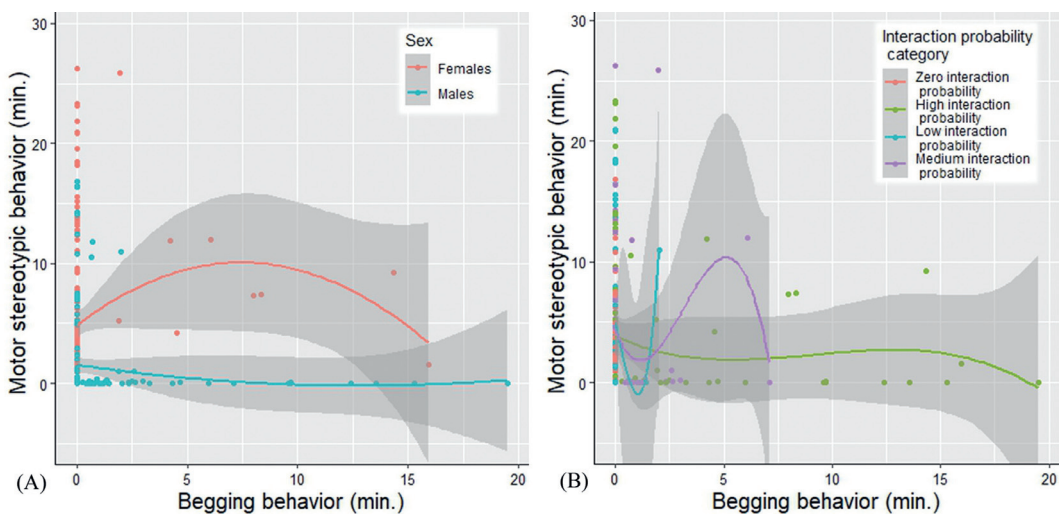 30
20
10
0
Motor stereotypic behavior (min.)
Sex
Females
Males
0
5
10
15
20
(A)
Begging behavior (min.)
30
20
10
0
Motor stereotypic behavior (min.)
Interaction probability
category
Zero interaction
probability
High interaction
probability
Low interaction
probability
Medium interaction
probability
0
5
10
15
20
(B)
Begging behavior (min.)